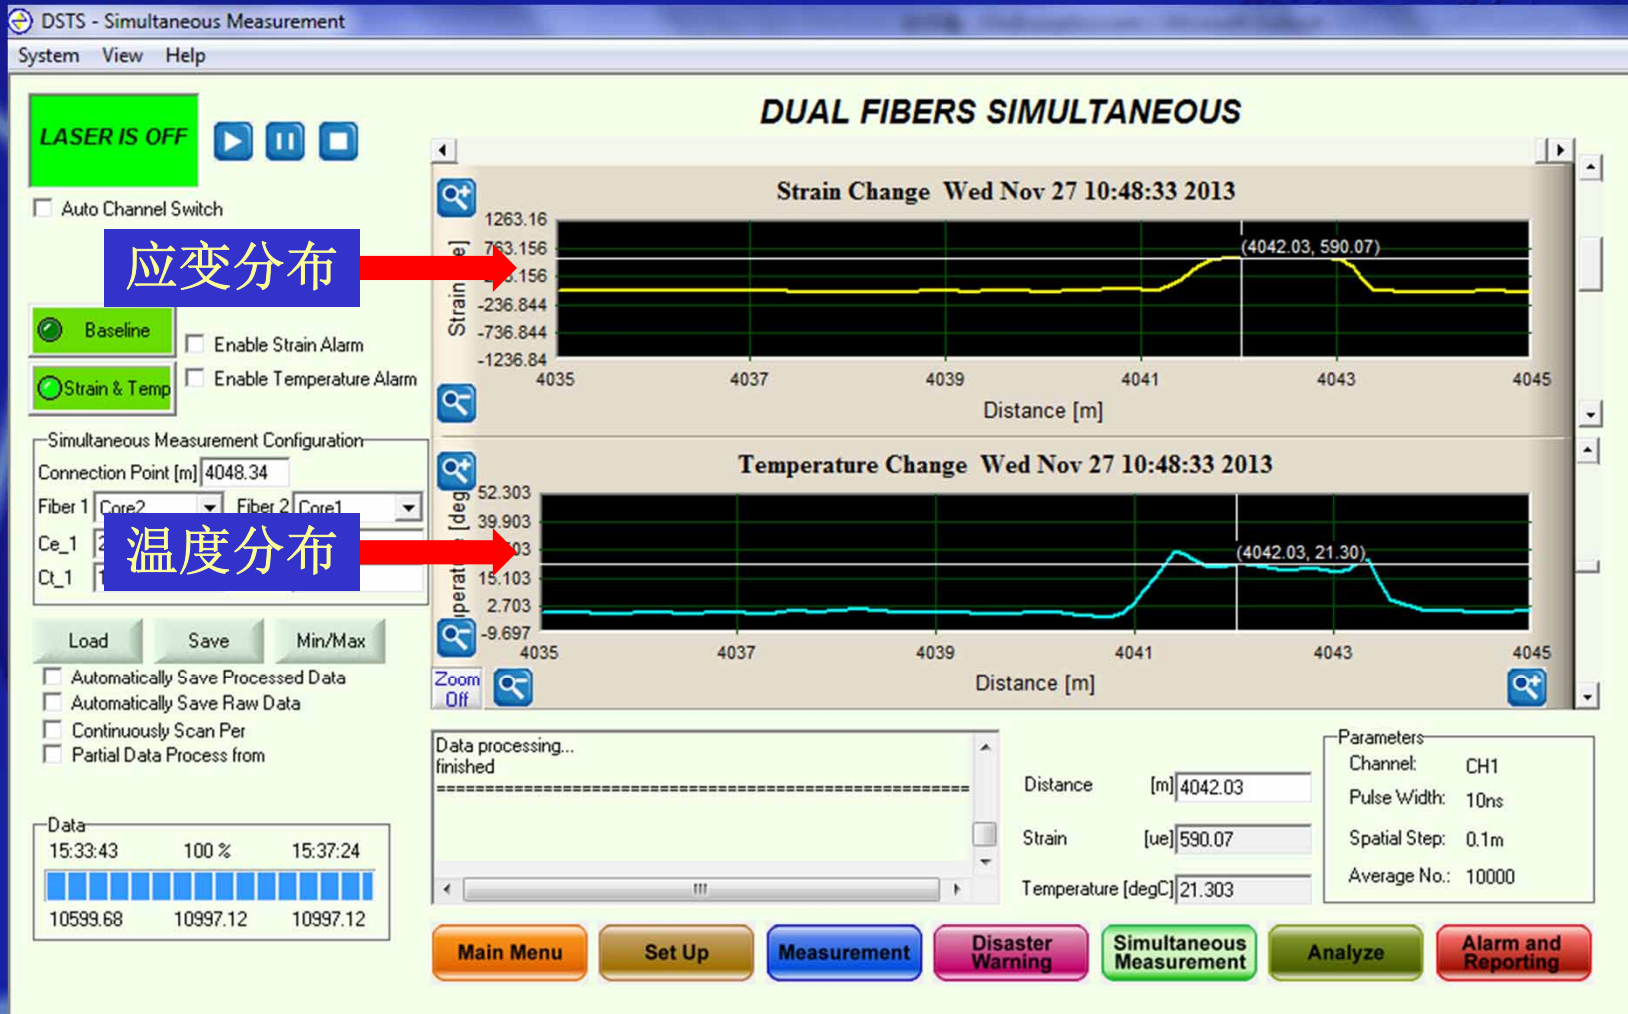 DSTS - Simultaneous Measurement
System View Help
LASER IS OFF
Auto Channel Switch
应变分布
Baseline
Enable Strain Alarm
Strain & Temp
Enable Temperature Alarm
Simultaneous Measurement Configuration
Connection Point [m] 4048.34
Fiber 1 Core2 Fiber 2 Core1
Ce_1
温度分布
Ct_1
Load Save Min/Max
Automatically Save Processed Data
Automatically Save Raw Data
Continuously Scan Per
Partial Data Process from
Data
15:33:43 100 % 15:37:24
10599.68 10997.12 10997.12
DUAL FIBERS SIMULTANEOUS
Strain Change Wed Nov 27 10:48:33 2013
1263.16
763.156
(4042.03, 590.07)
-236.844
-736.844
-1236.84
Strain
4035 4037 4039 4041 4043 4045
Distance [m]
Temperature Change Wed Nov 27 10:48:33 2013
52.303
39.903
(4042.03, 21.30)
15.103
2.703
-9.697
4035 4037 4039 4041 4043 4045
Distance [m]
Zoom
Off
Data processing...
finished
=======================================================
Distance [m] 4042.03
Strain [ue] 590.07
Temperature [degC] 21.303
Parameters
Channel: CH1
Pulse Width: 10ns
Spatial Step: 0.1m
Average No.: 10000
Main Menu
Set Up
Measurement
Disaster
Warning
Simultaneous
Measurement
Analyze
Alarm and
Reporting